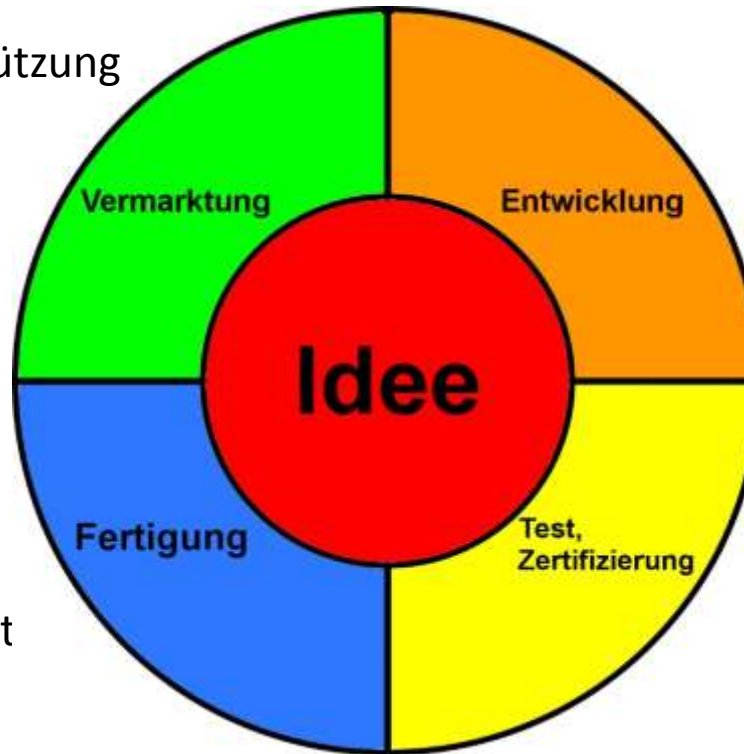 ützung
Vermarktung
Entwicklung
Idee
Fertigung
Test,
Zertifizierung
t